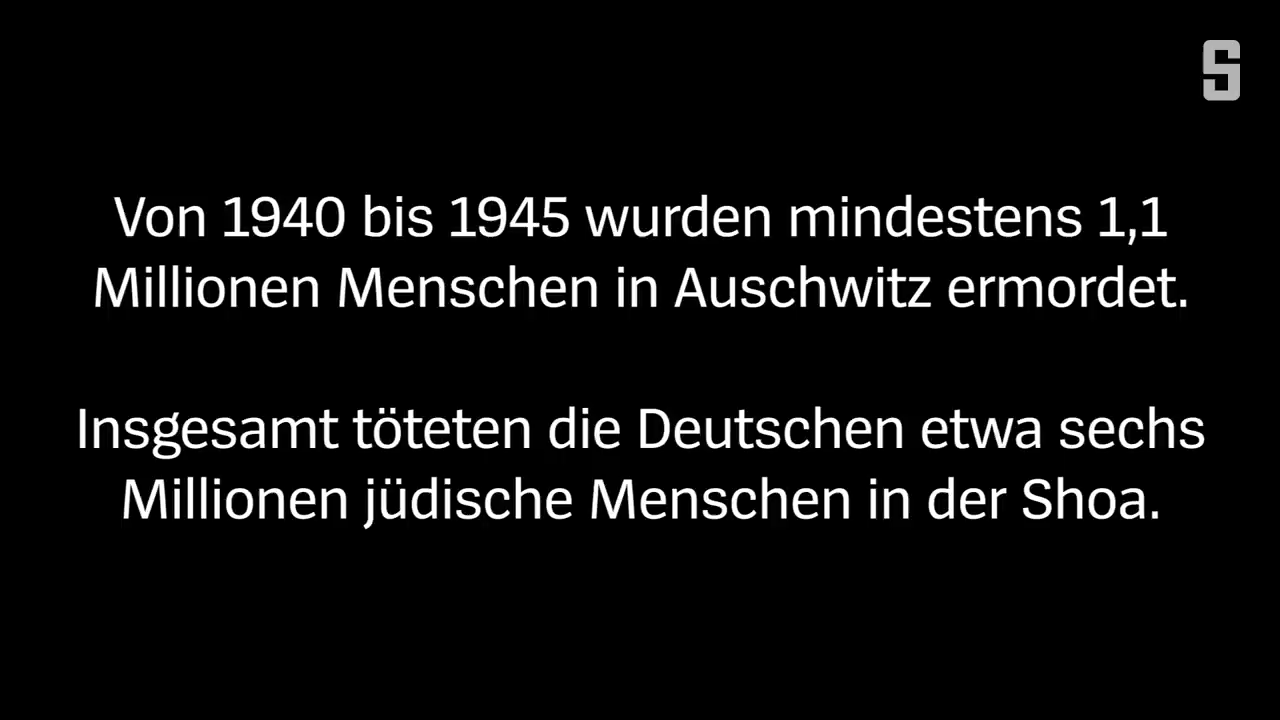 S
Von 1940 bis 1945 wurden mindestens 1,1
Millionen Menschen in Auschwitz ermordet.
Insgesamt töteten die Deutschen etwa sechs
Millionen jüdische Menschen in der Shoa.